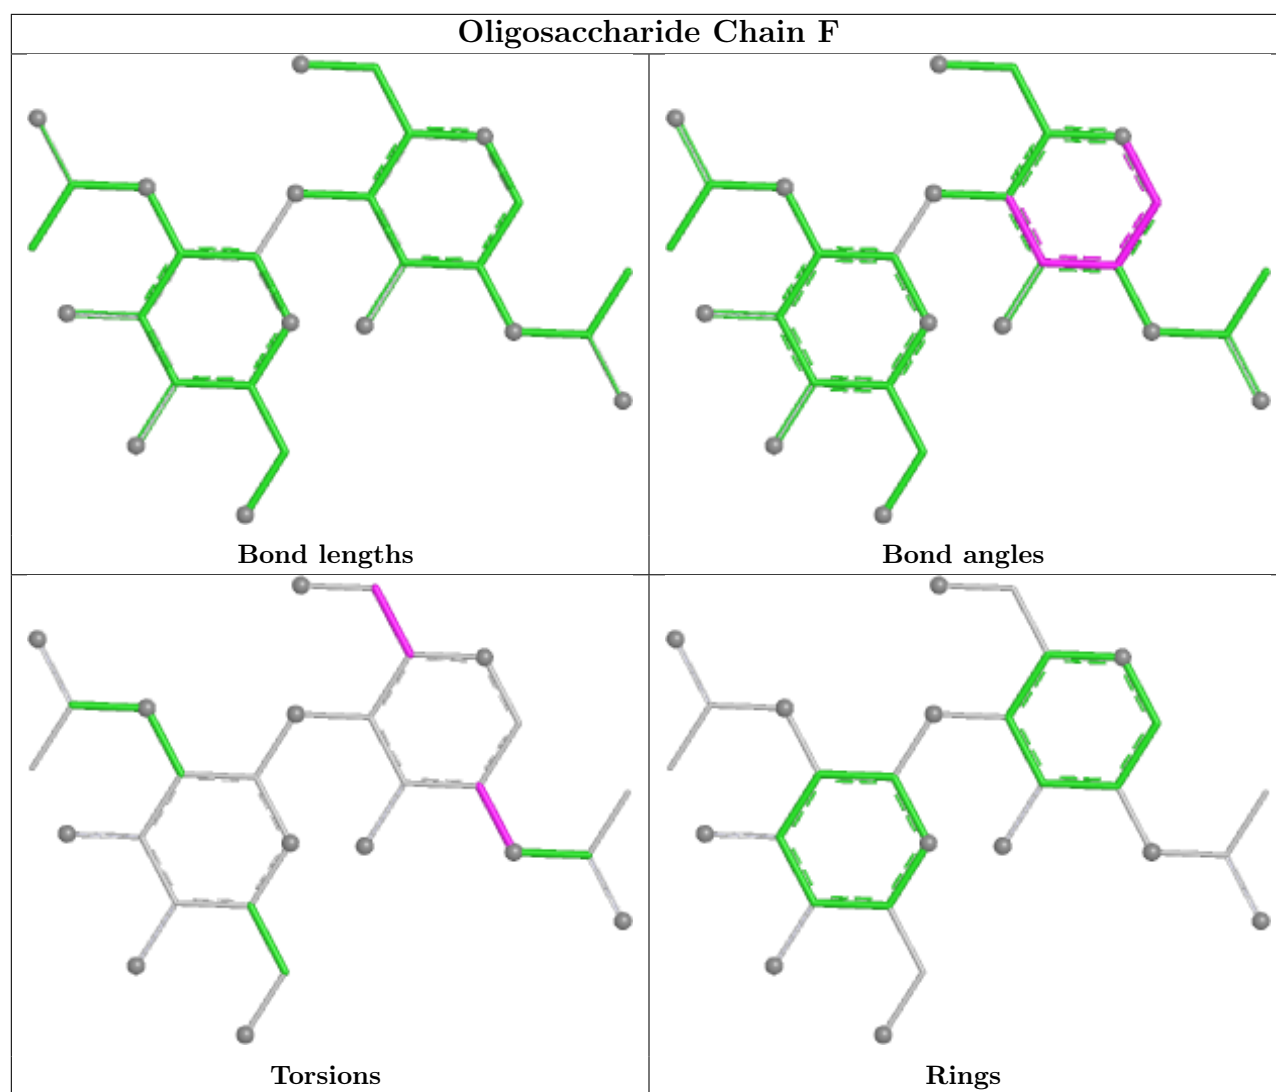 Oligosaccharide Chain F
Bond lengths
Bond angles
Torsions
Rings